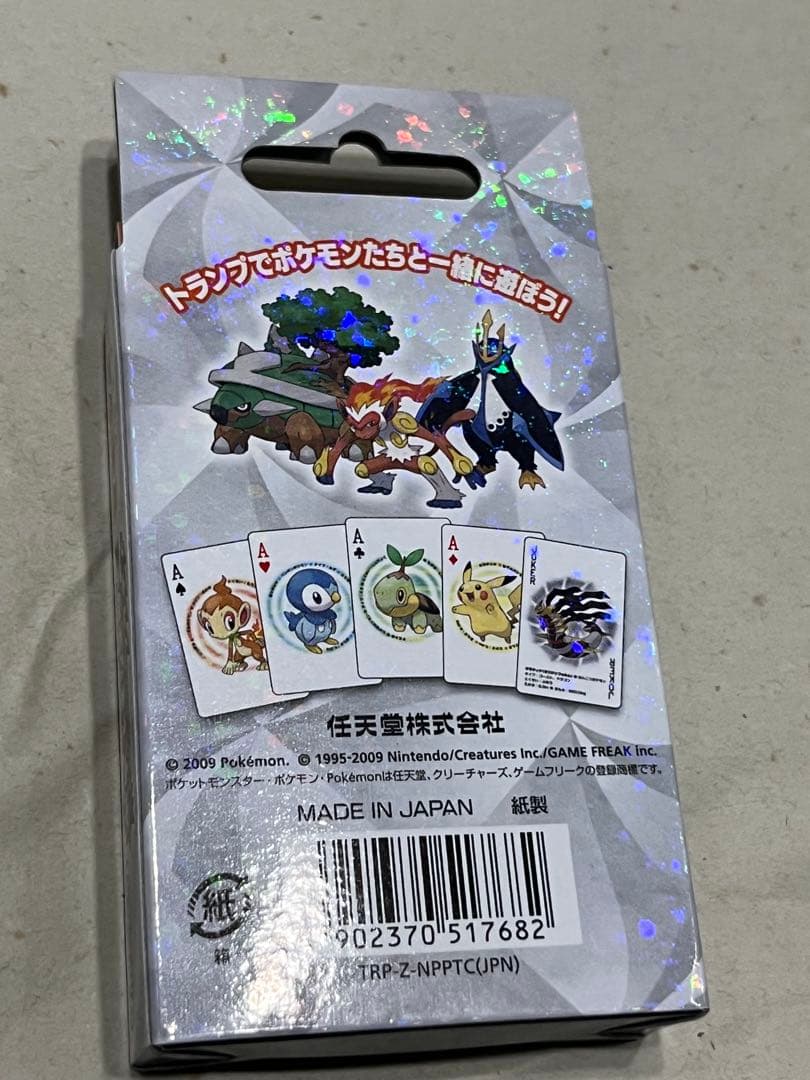 トランプでポケモンたちと一緒に遊ぼう!
A
A
A
A
JOKER
JOKER
任天堂株式会社
© 2009 Pokémon. © 1995-2009 Nintendo/Creatures Inc./GAME FREAK inc.
ポケットモンスター・ポケモン・Pokémonは任天堂、クリーチャーズ、ゲームフリークの登録商標です。
MADE IN JAPAN 紙製
紙
箱
902370 517682
TRP-Z-NPPTC(JPN)